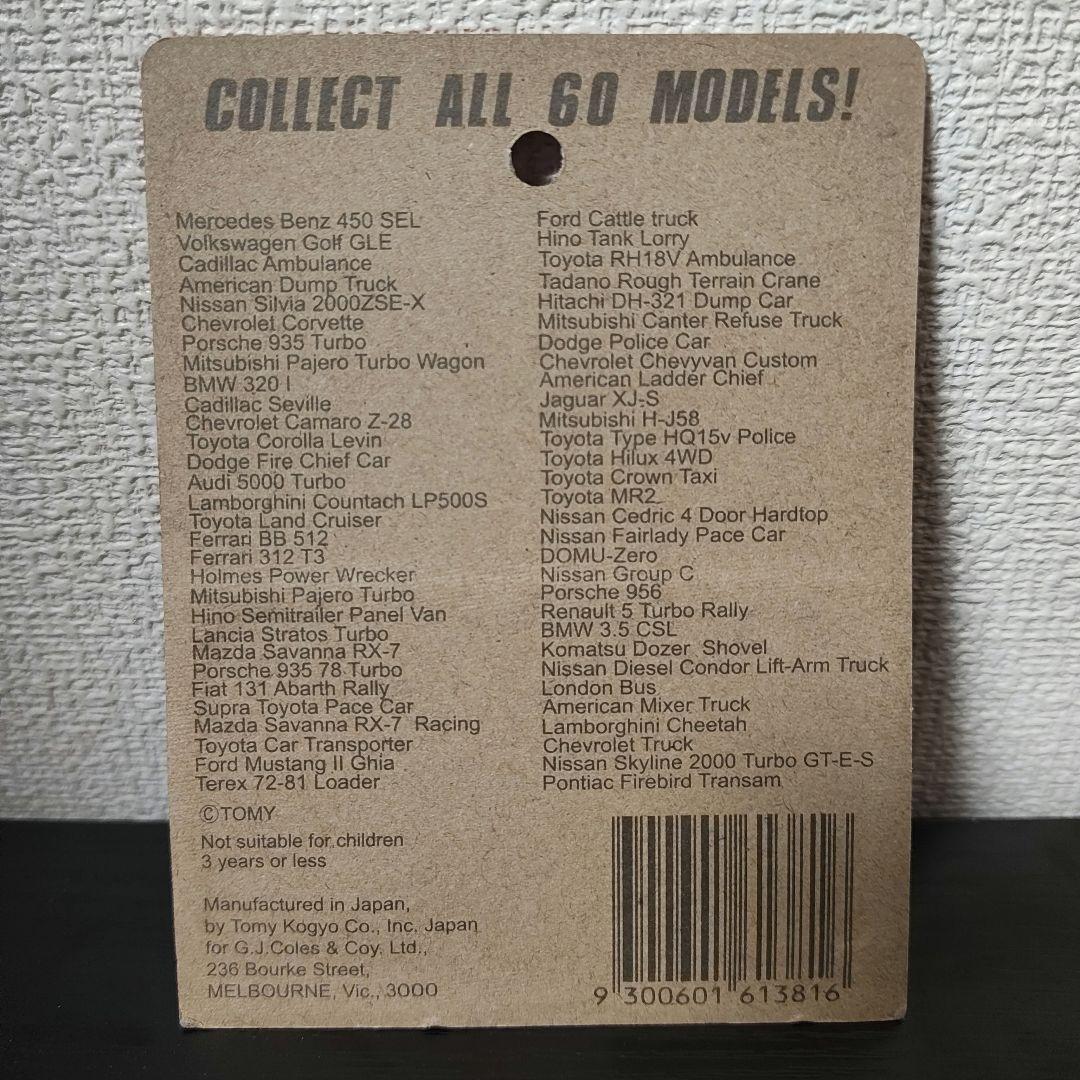 COLLECT ALL 60 MODELS!
Mercedes Benz 450 SEL
Volkswagen Golf GLE
Cadillac Ambulance
American Dump Truck
Nissan Silvia 2000ZSE-X
Chevrolet Corvette
Porsche 935 Turbo
Mitsubishi Pajero Turbo Wagon
BMW 320 I
Cadillac Seville
Chevrolet Camaro Z-28
Toyota Corolla Levin
Dodge Fire Chief Car
Audi 5000 Turbo
Lamborghini Countach LP500S
Toyota Land Cruiser
Ferrari BB 512
Ferrari 312 T3
Holmes Power Wrecker
Mitsubishi Pajero Turbo
Hino Semitrailer Panel Van
Lancia Stratos Turbo
Mazda Savanna RX-7
Porsche 935 78 Turbo
Fiat 131 Abarth Rally
Supra Toyota Pace Car
Mazda Savanna RX-7 Racing
Toyota Car Transporter
Ford Mustang II Ghia
Terex 72-81 Loader
Ford Cattle truck
Hino Tank Lorry
Toyota RH18V Ambulance
Tadano Rough Terrain Crane
Hitachi DH-321 Dump Car
Mitsubishi Canter Refuse Truck
Dodge Police Car
Chevrolet Chevyvan Custom
American Ladder Chief
Jaguar XJ-S
Mitsubishi H-J58
Toyota Type HQ15v Police
Toyota Hilux 4WD
Toyota Crown Taxi
Toyota MR2
Nissan Cedric 4 Door Hardtop
Nissan Fairlady Pace Car
DOMU-Zero
Nissan Group C
Porsche 956
Renault 5 Turbo Rally
BMW 3.5 CSL
Komatsu Dozer Shovel
Nissan Diesel Condor Lift-Arm Truck
London Bus
American Mixer Truck
Lamborghini Cheetah
Chevrolet Truck
Nissan Skyline 2000 Turbo GT-E-S
Pontiac Firebird Transam
©TOMY
Not suitable for children
3 years or less
Manufactured in Japan,
by Tomy Kogyo Co., Inc, Japan
for G.J.Coles & Coy. Ltd.,
236 Bourke Street,
MELBOURNE, Vic., 3000
9 300601 613816